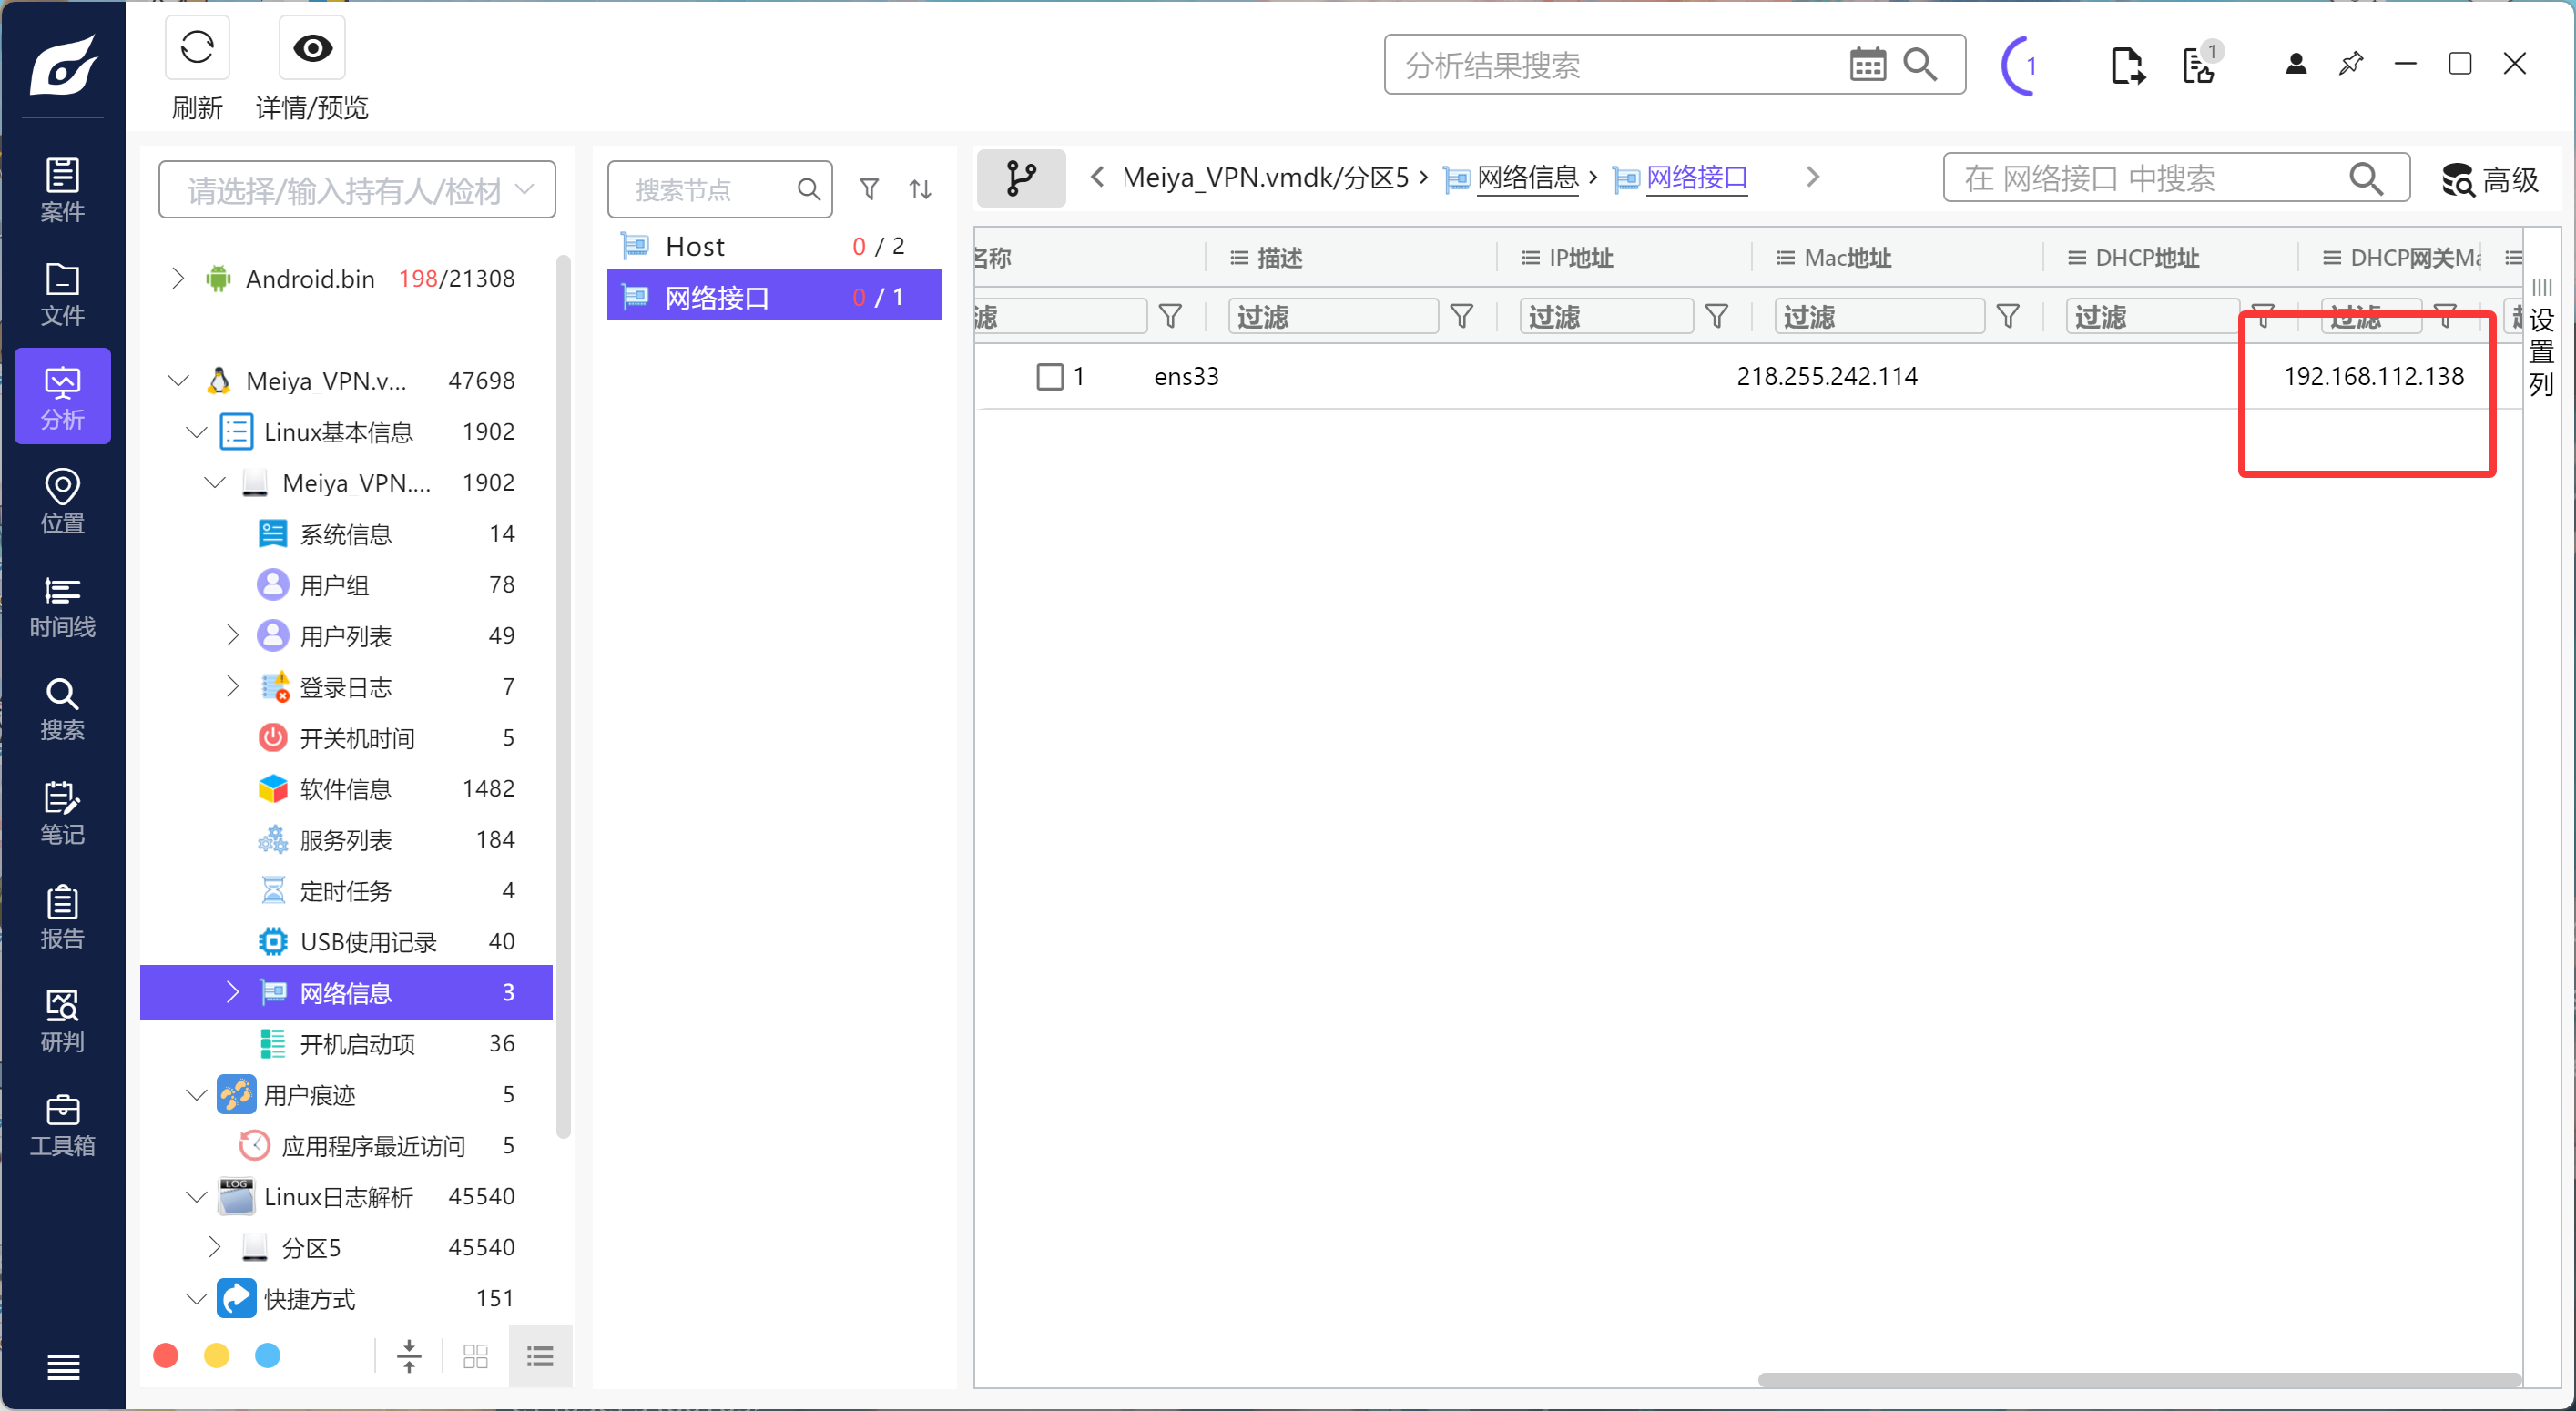 刷新
详情/预览
分析结果搜索
1
1
案件
文件
分析
位置
时间线
搜索
笔记
报告
研判
工具箱
请选择/输入持有人/检材
Android.bin 198/21308
Meiya_VPN.v... 47698
Linux基本信息 1902
Meiya_VPN.... 1902
系统信息 14
用户组 78
用户列表 49
登录日志 7
开关机时间 5
软件信息 1482
服务列表 184
定时任务 4
USB使用记录 40
网络信息 3
开机启动项 36
用户痕迹 5
应用程序最近访问 5
LOG
Linux日志解析 45540
分区5 45540
快捷方式 151
搜索节点
Host 0 / 2
网络接口 0 / 1
Meiya_VPN.vmdk/分区5 › 网络信息 › 网络接口
在 网络接口 中搜索
高级
名称 描述 IP地址 Mac地址 DHCP地址 DHCP网关Ma
滤 过滤 过滤 过滤 过滤 过滤
1 ens33 218.255.242.114 192.168.112.138
设置列